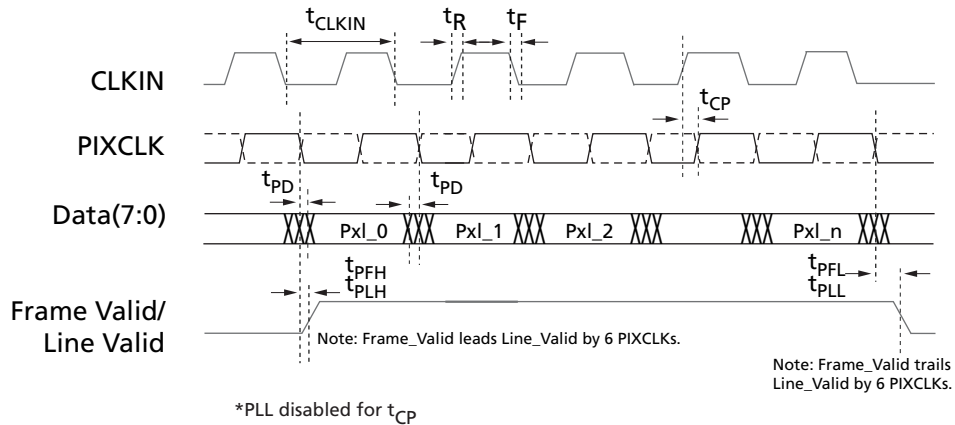 tCLKIN
tR
tF
CLKIN
tCP
PIXCLK
tPD
tPD
Data(7:0)
Pxl_0
Pxl_1
Pxl_2
Pxl_n
tPFH
tPLH
tPFL
tPLL
Frame Valid/
Line Valid
Note: Frame_Valid leads Line_Valid by 6 PIXCLKs.
Note: Frame_Valid trails
Line_Valid by 6 PIXCLKs.
*PLL disabled for tCP